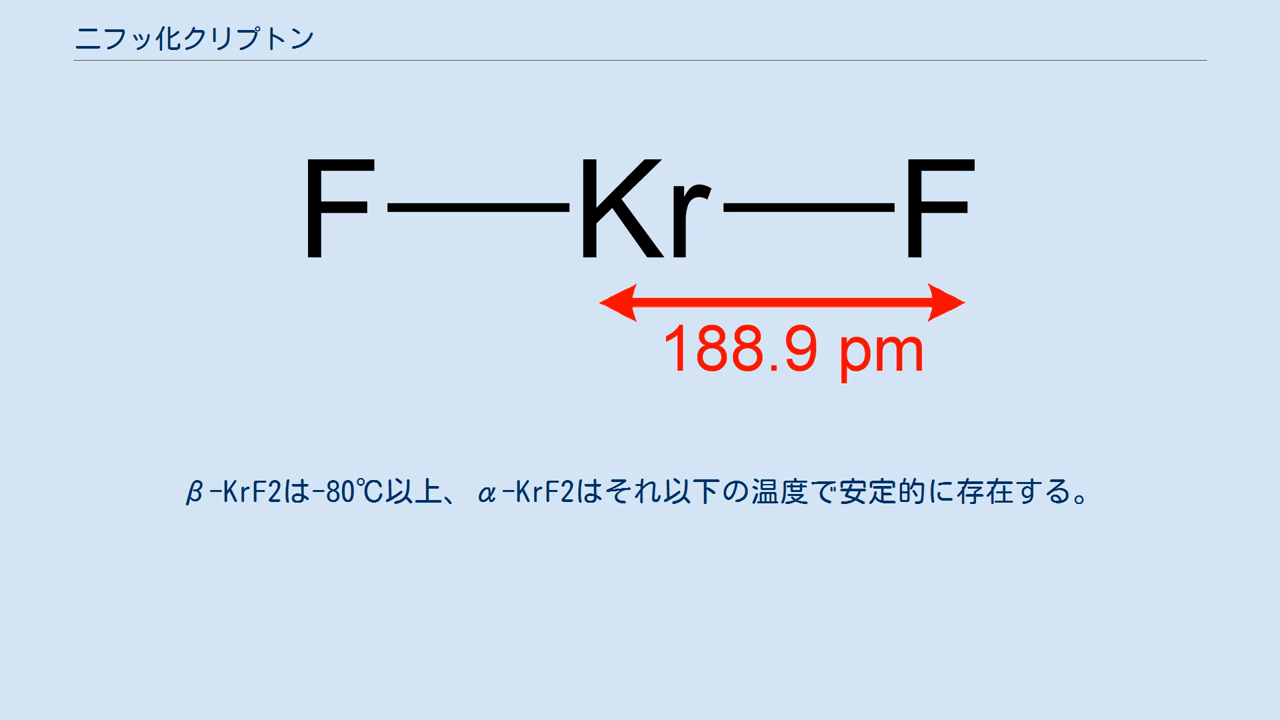 二フッ化クリプトン
F Kr F
188.9 pm
β-KrF2は-80℃以上、α-KrF2はそれ以下の温度で安定的に存在する。